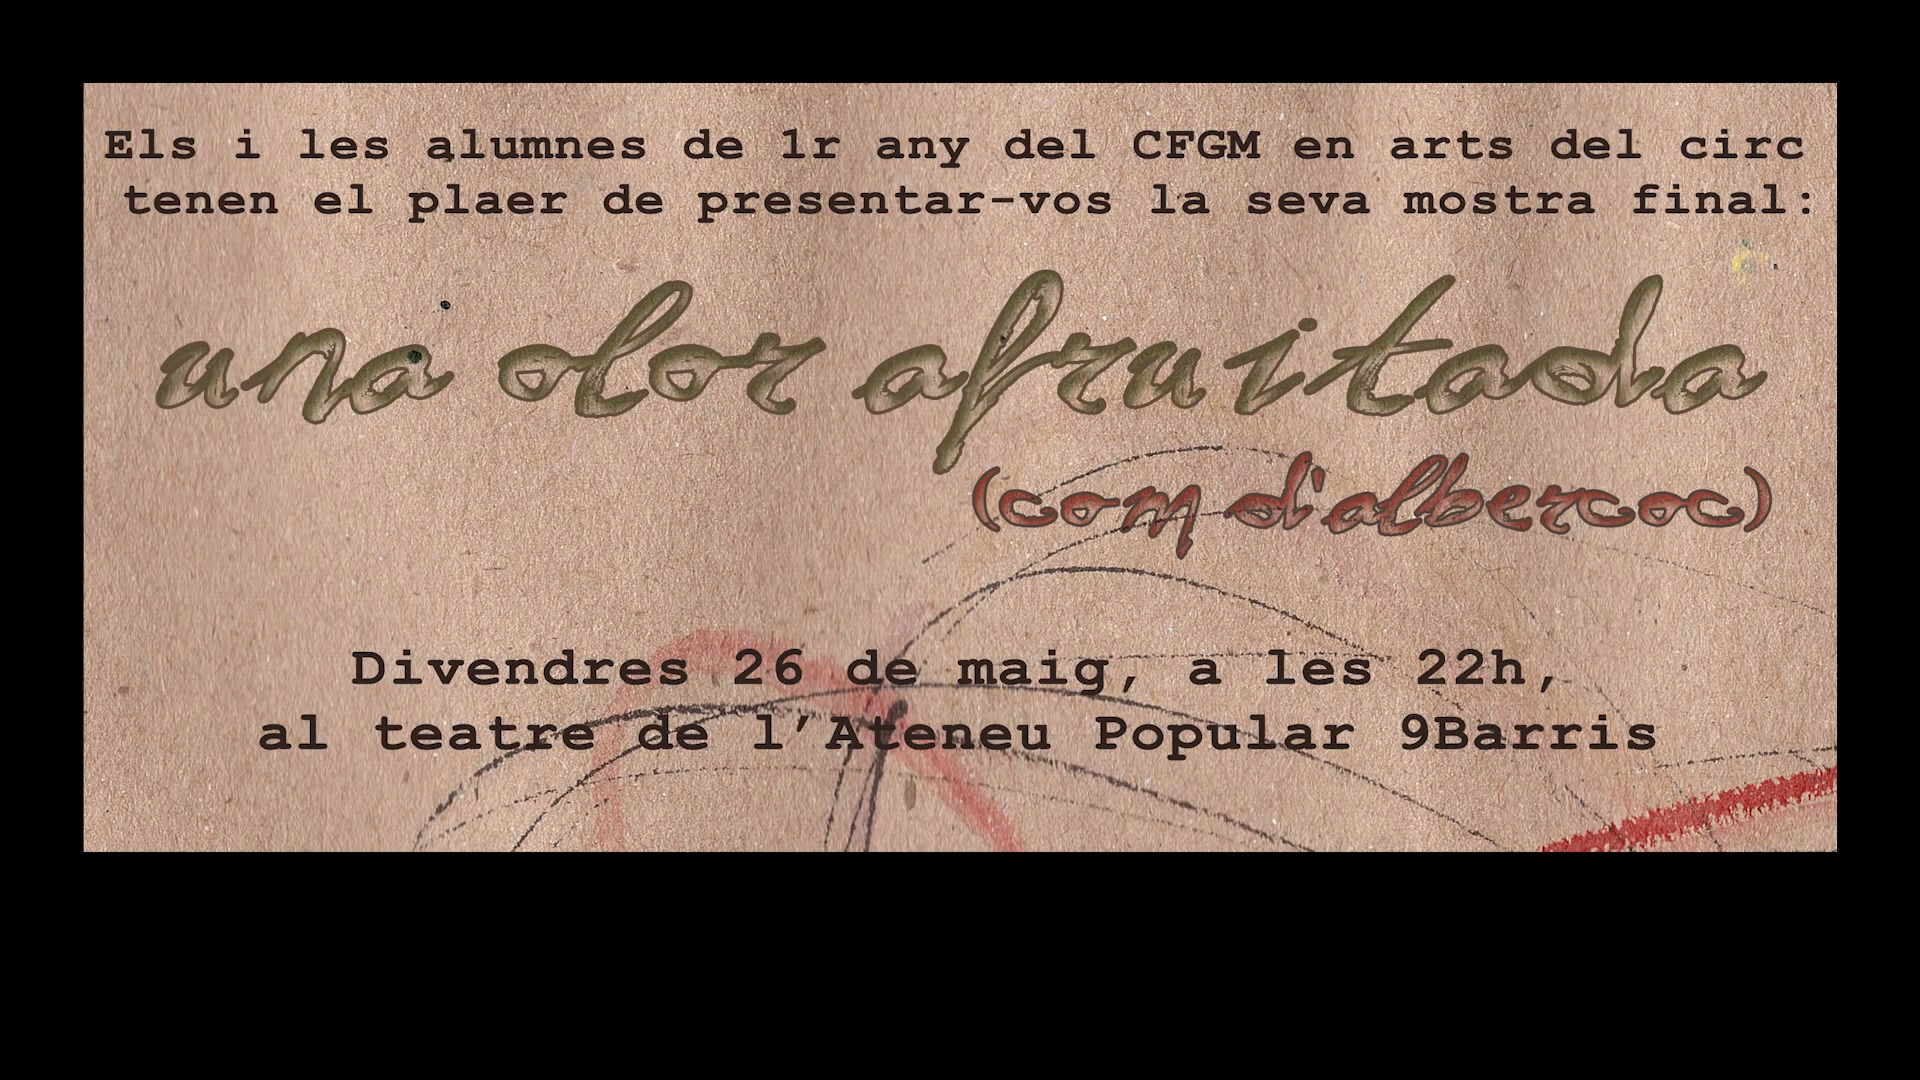 Els i les alumnes de 1r any del CFGM en arts del circ
tenen el plaer de presentar-vos la seva mostra final:
una olor afruitada
(com d'albercoc)
Divendres 26 de maig, a les 22h,
al teatre de l’Ateneu Popular 9Barris